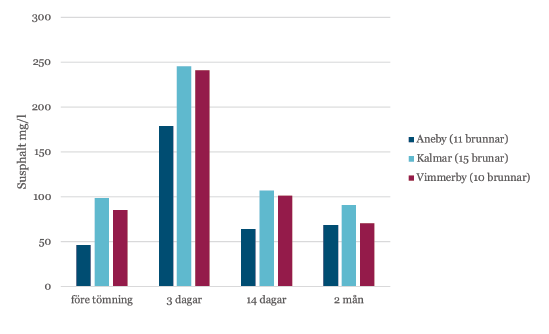 300
250
200
150
100
50
0
Susphalt mg/l
före tömning
3 dagar
14 dagar
2 mån
Aneby (11 brunnar)
Kalmar (15 brunar)
Vimmerby (10 brunnar)